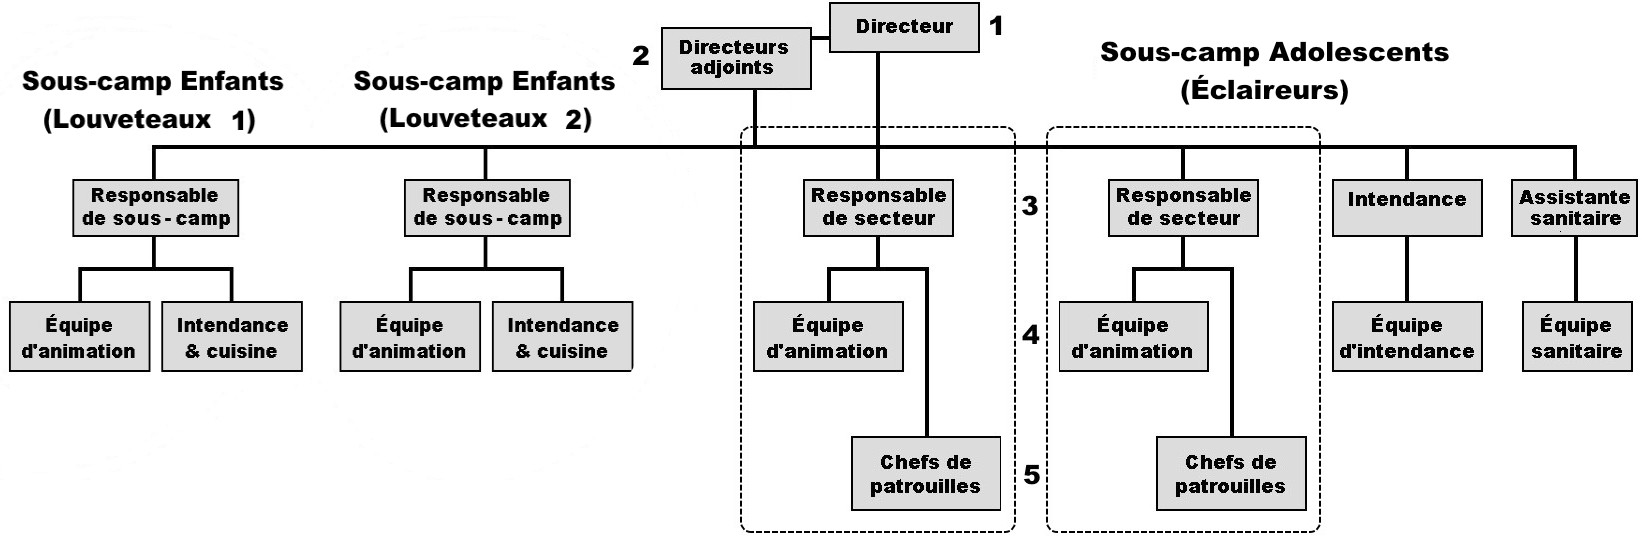 Directeur
1
2
Directeurs
adjoints
Sous-camp Enfants
(Louveteaux 1)
Sous-camp Enfants
(Louveteaux 2)
Sous-camp Adolescents
(Éclaireurs)
Responsable
de sous-camp
Responsable
de sous-camp
Responsable
de secteur
3
Responsable
de secteur
Intendance
Assistante
sanitaire
Équipe
d'animation
Intendance
& cuisine
Équipe
d'animation
Intendance
& cuisine
Équipe
d'animation
4
Équipe
d'animation
Équipe
d'intendance
Équipe
sanitaire
Chefs de
patrouilles
5
Chefs de
patrouilles